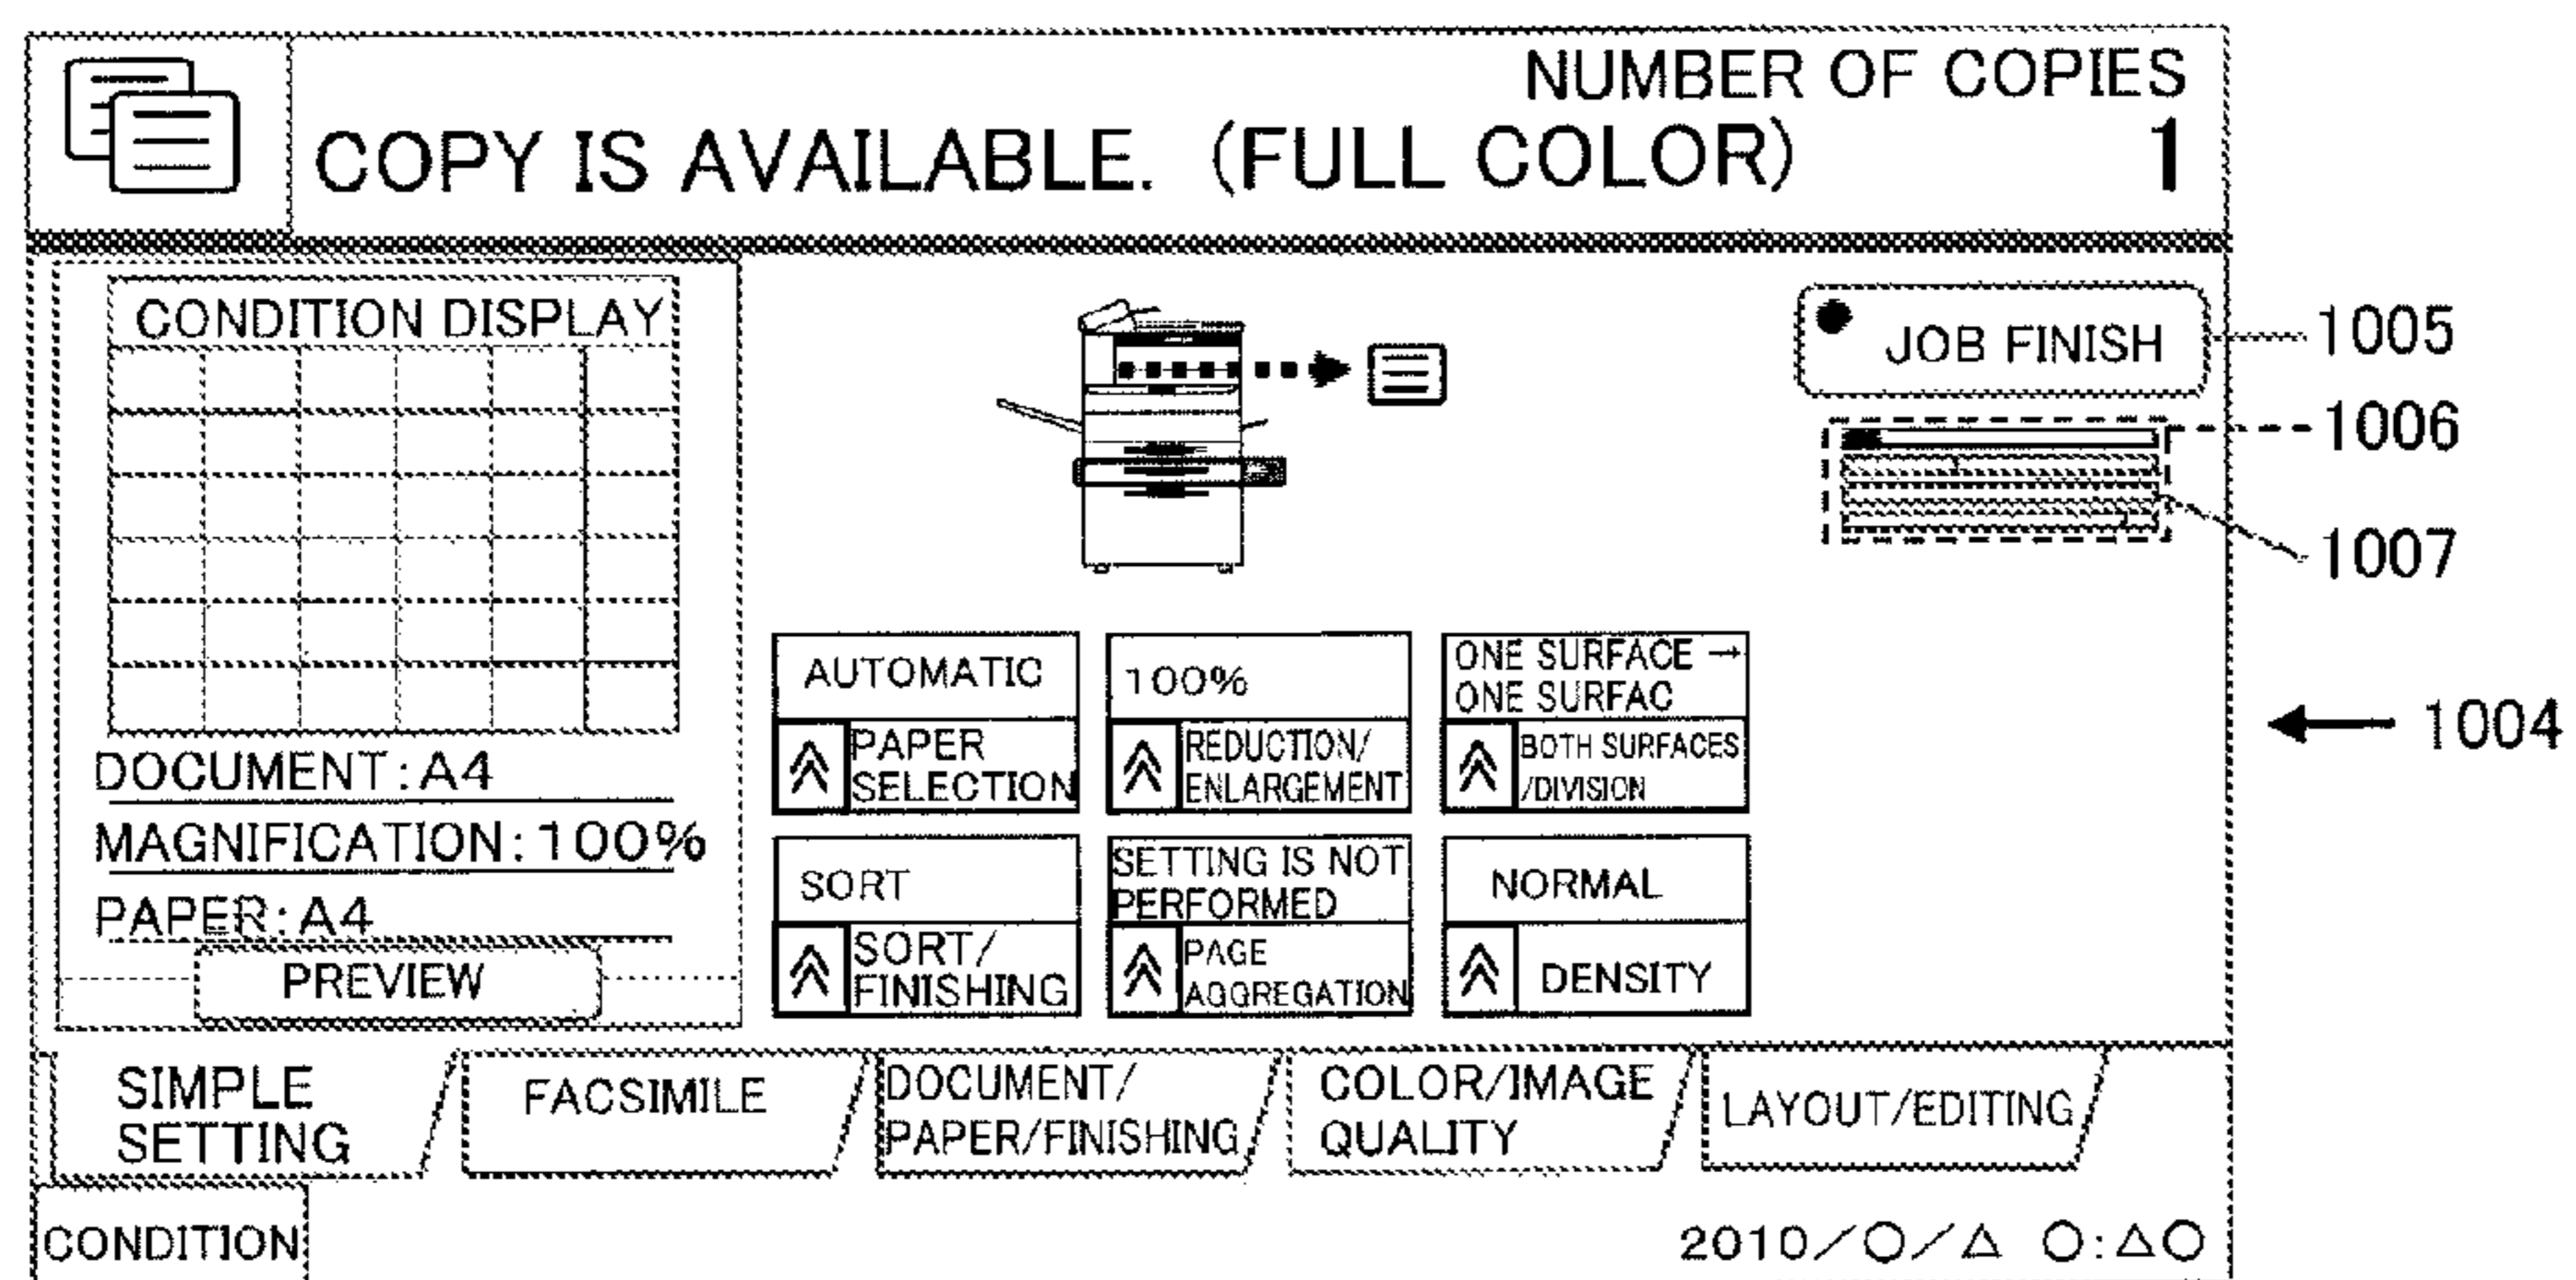 NUMBER OF COPIES
COPY IS AVAILABLE. (FULL COLOR) 1
CONDITION DISPLAY
JOB FINISH
1005
1006
1007
1004
AUTOMATIC
PAPER
SELECTION
100%
REDUCTION/
ENLARGEMENT
ONE SURFACE →
ONE SURFAC
BOTH SURFACES
/DIVISION
DOCUMENT:A4
MAGNIFICATION:100%
PAPER:A4
PREVIEW
SORT
SORT/
FINISHING
SETTING IS NOT
PERFORMED
PAGE
AGGREGATION
NORMAL
DENSITY
SIMPLE
SETTING
FACSIMILE
DOCUMENT/
PAPER/FINISHING
COLOR/IMAGE
QUALITY
LAYOUT/EDITING
CONDITION
2010/○/△ ○:△○